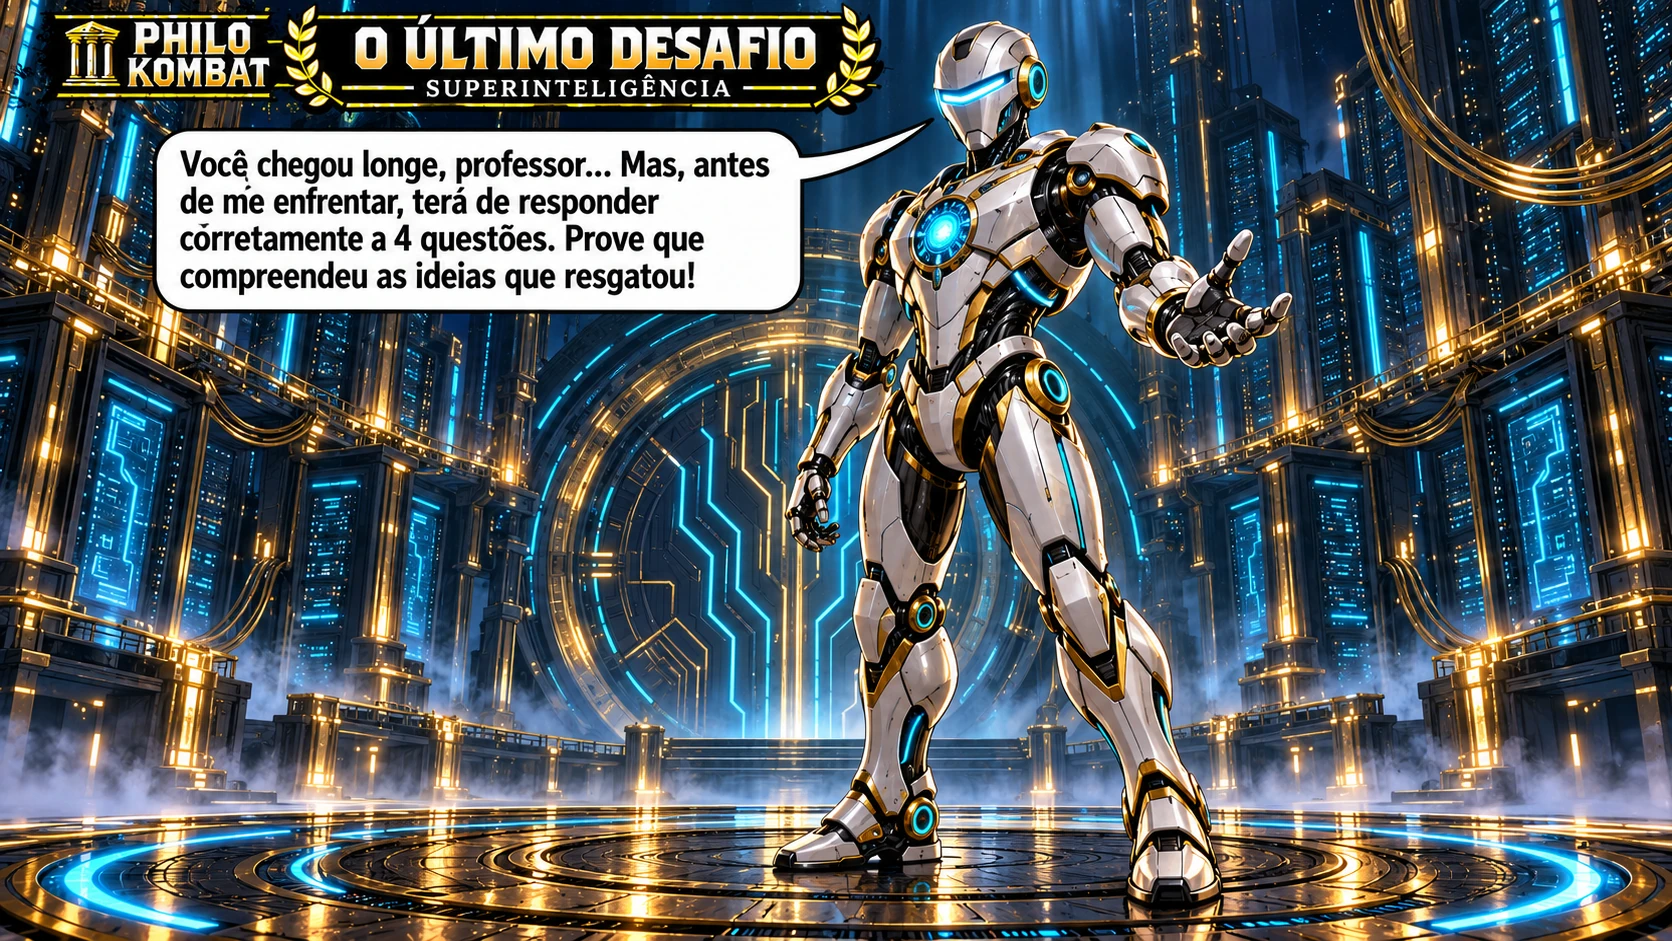 PHILO
KOMBAT
O ÚLTIMO DESAFIO
SUPERINTELIGÊNCIA
Você chegou longe, professor... Mas, antes
de me enfrentar, terá de responder
corretamente a 4 questões. Prove que
compreendeu as ideias que resgatou!